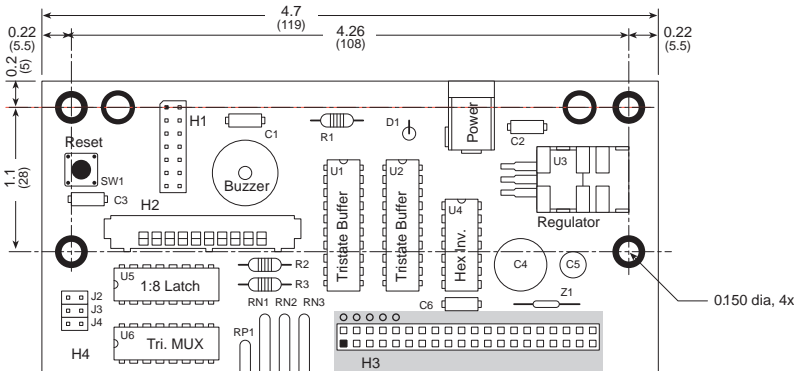 4.7
(119)
0.22
(5.5)
4.26
(108)
0.22
(5.5)
0.2
(5)
1.1
(28)
Reset
SW1
C3
H1
C1
R1
D1
Power
C2
U3
Regulator
Buzzer
H2
U1
Tristate Buffer
U2
Tristate Buffer
U4
Hex Inv.
C4
C5
U5
1:8 Latch
R2
R3
RN1 RN2 RN3
C6
Z1
0.150 dia, 4x
J2
J3
J4
H4
U6
Tri. MUX
RP1
H3